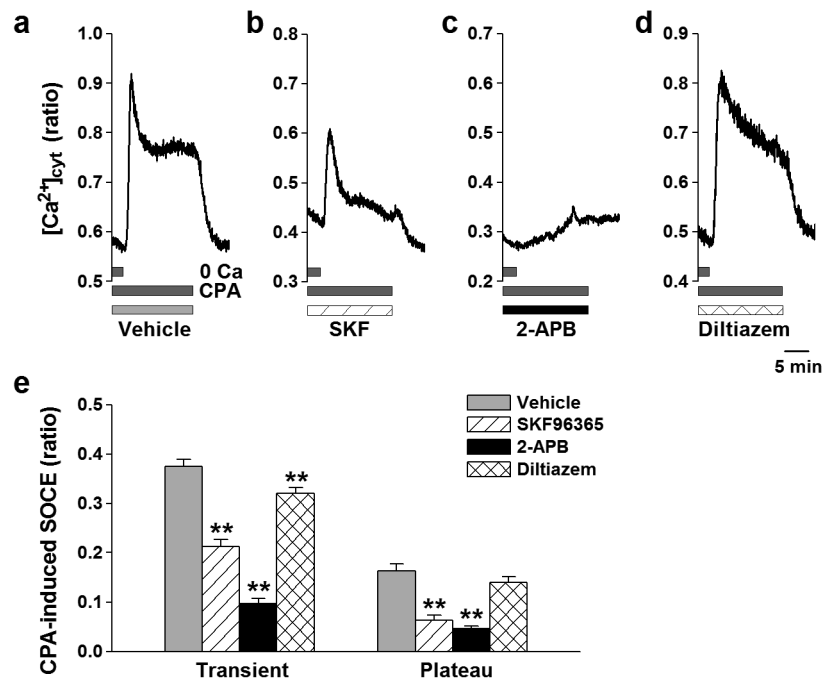 a
b
c
d
[Ca²⁺]cyt (ratio)
1.0
0.9
0.8
0.7
0.6
0.5
0.8
0.7
0.6
0.5
0.4
0.3
0.7
0.6
0.5
0.4
0.3
0.2
0.9
0.8
0.7
0.6
0.5
0.4
0 Ca
CPA
Vehicle
SKF
2-APB
Diltiazem
5 min
e
CPA-induced SOCE (ratio)
0.5
0.4
0.3
0.2
0.1
0.0
Vehicle
SKF96365
2-APB
Diltiazem
**
**
**
**
**
Transient
Plateau